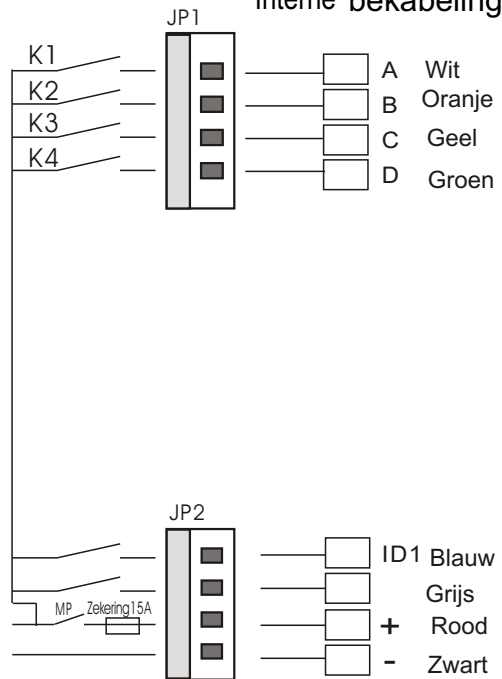 Interne bekabeling
JP1
K1
A Wit
K2
B Oranje
K3
C Geel
K4
D Groen
JP2
ID1 Blauw
Grijs
MP Zekering15A
+ Rood
- Zwart